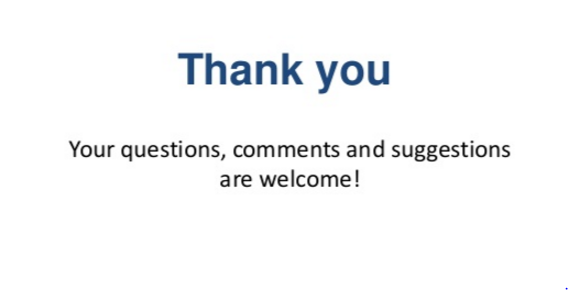 Thank you
Your questions, comments and suggestions
are welcome!